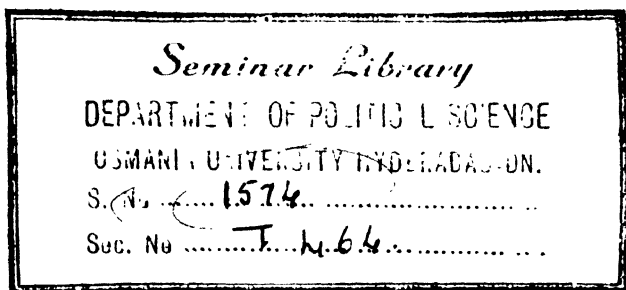 Seminar Library
DEPARTMENT OF POLITICAL SCIENCE
OSMANIA UNIVERSITY HYDERABAD-DN.
S. No ....... 1574 .......................
Sec. No ..........